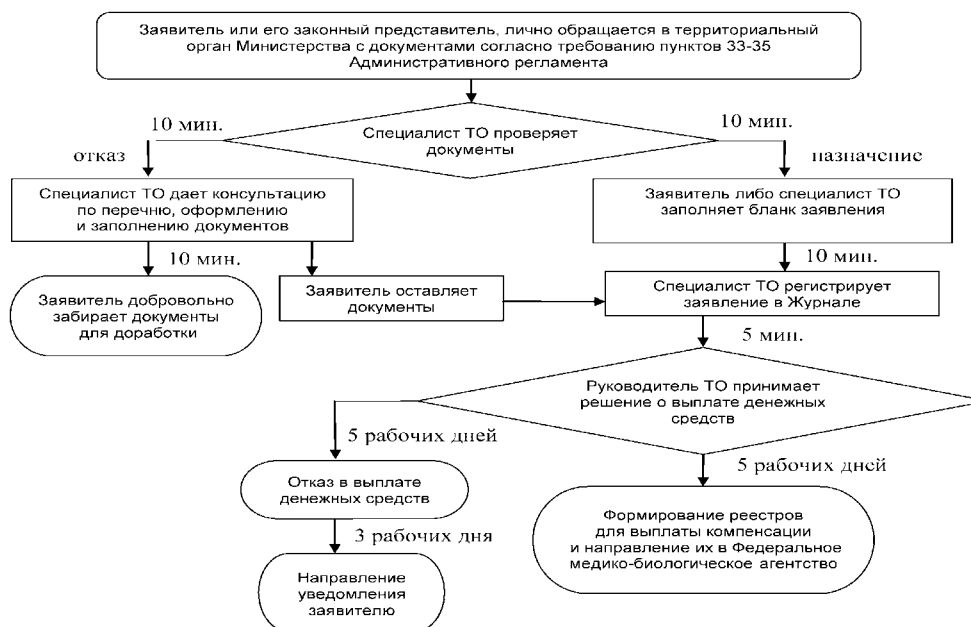 Заявитель или его законный представитель, лично обращается в территориальный
орган Министерства с документами согласно требованию пунктов 33-35
Административного регламента
10 мин.
10 мин.
Специалист ТО проверяет
документы
отказ
назначение
Специалист ТО дает консультацию
по перечню, оформлению
и заполнению документов
Заявитель либо специалист ТО
заполняет бланк заявления
10 мин.
10 мин.
Заявитель добровольно
забирает документы
для доработки
Заявитель оставляет
документы
Специалист ТО регистрирует
заявление в Журнале
5 мин.
Руководитель ТО принимает
решение о выплате денежных
средств
5 рабочих дней
5 рабочих дней
Отказ в выплате
денежных средств
Формирование реестров
для выплаты компенсации
и направление их в Федеральное
медико-биологическое агентство
3 рабочих дня
Направление
уведомления
заявителю